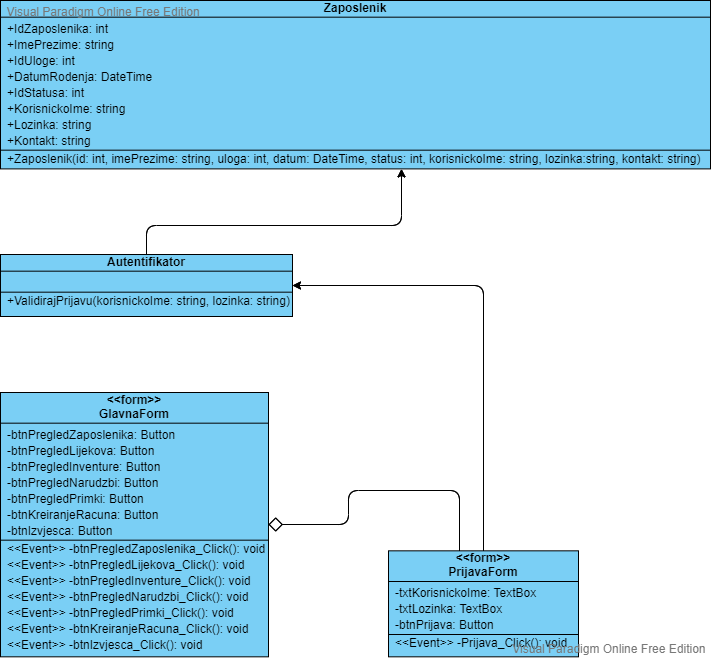 Visual Paradigm Online Free Edition
Zaposlenik
+IdZaposlenika: int
+ImePrezime: string
+IdUloge: int
+DatumRodenja: DateTime
+IdStatusa: int
+KorisnickoIme: string
+Lozinka: string
+Kontakt: string
+Zaposlenik(id: int, imePrezime: string, uloga: int, datum: DateTime, status: int, korisnickoIme: string, lozinka:string, kontakt: string)
Autentifikator
+ValidirajPrijavu(korisnickoIme: string, lozinka: string)
<<form>>
GlavnaForm
-btnPregledZaposlenika: Button
-btnPregledLijekova: Button
-btnPregledInventure: Button
-btnPregledNarudzbi: Button
-btnPregledPrimki: Button
-btnKreiranjeRacuna: Button
-btnIzvjesca: Button
<<Event>> -btnPregledZaposlenika_Click(): void
<<Event>> -btnPregledLijekova_Click(): void
<<Event>> -btnPregledInventure_Click(): void
<<Event>> -btnPregledNarudzbi_Click(): void
<<Event>> -btnPregledPrimki_Click(): void
<<Event>> -btnKreiranjeRacuna_Click(): void
<<Event>> -btnIzvjesca_Click(): void
<<form>>
PrijavaForm
-txtKorisnickoIme: TextBox
-txtLozinka: TextBox
-btnPrijava: Button
<<Event>> -Prijava_Click(): void
Visual Paradigm Online Free Edition